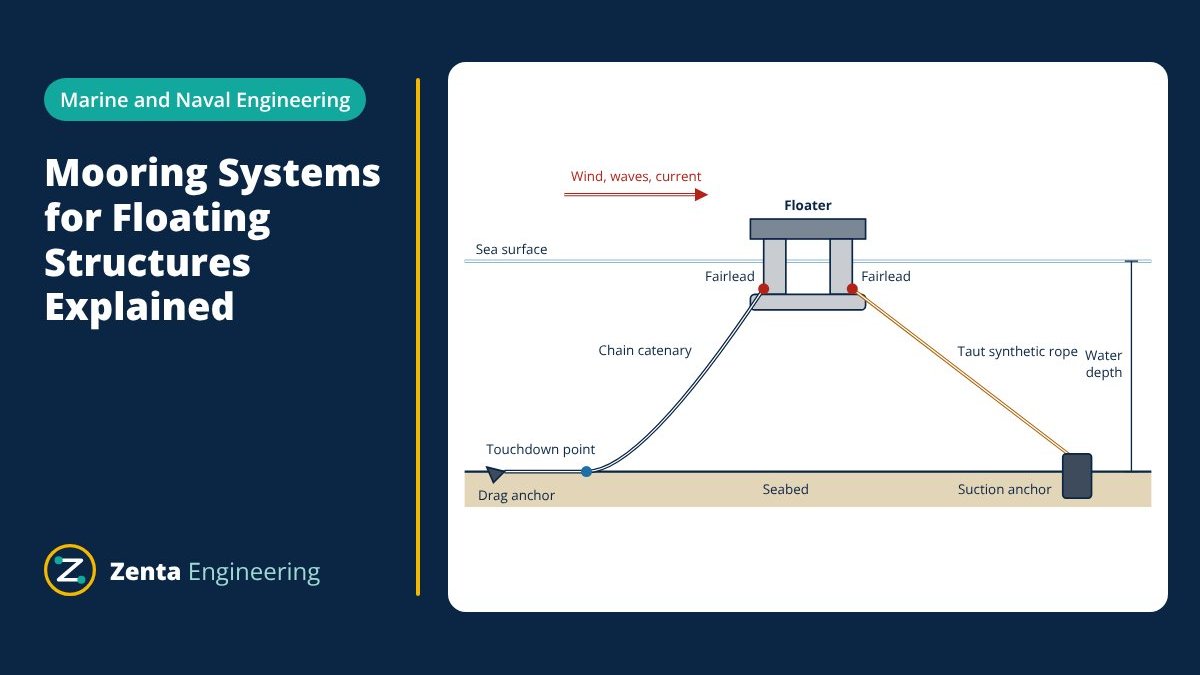 Marine and Naval Engineering
Mooring Systems
for Floating
Structures
Explained
Zenta Engineering
Wind, waves, current
Floater
Sea surface
Fairlead
Fairlead
Chain catenary
Taut synthetic rope
Water
depth
Touchdown point
Drag anchor
Seabed
Suction anchor